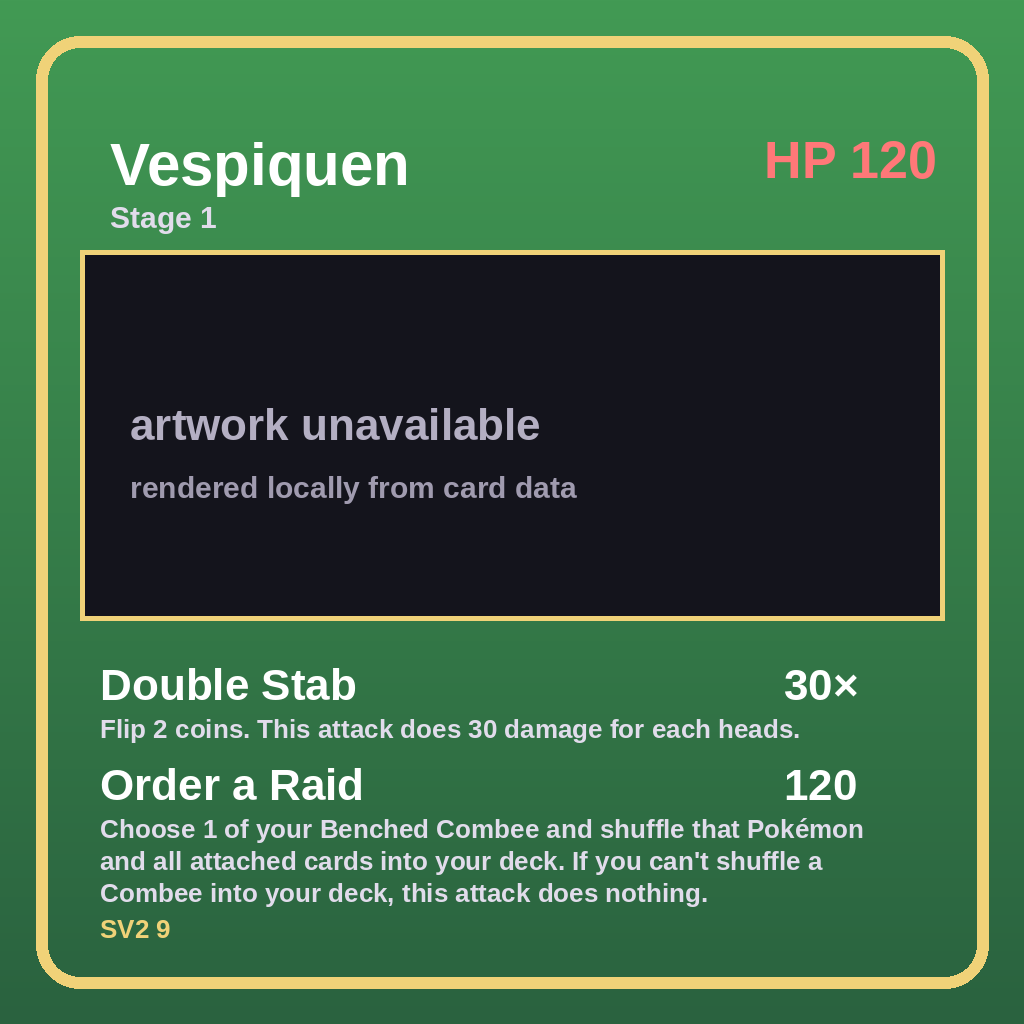 Vespiquen
HP 120
Stage 1
artwork unavailable
rendered locally from card data
Double Stab
30×
Flip 2 coins. This attack does 30 damage for each heads.
Order a Raid
120
Choose 1 of your Benched Combee and shuffle that Pokémon
and all attached cards into your deck. If you can't shuffle a
Combee into your deck, this attack does nothing.
SV2 9